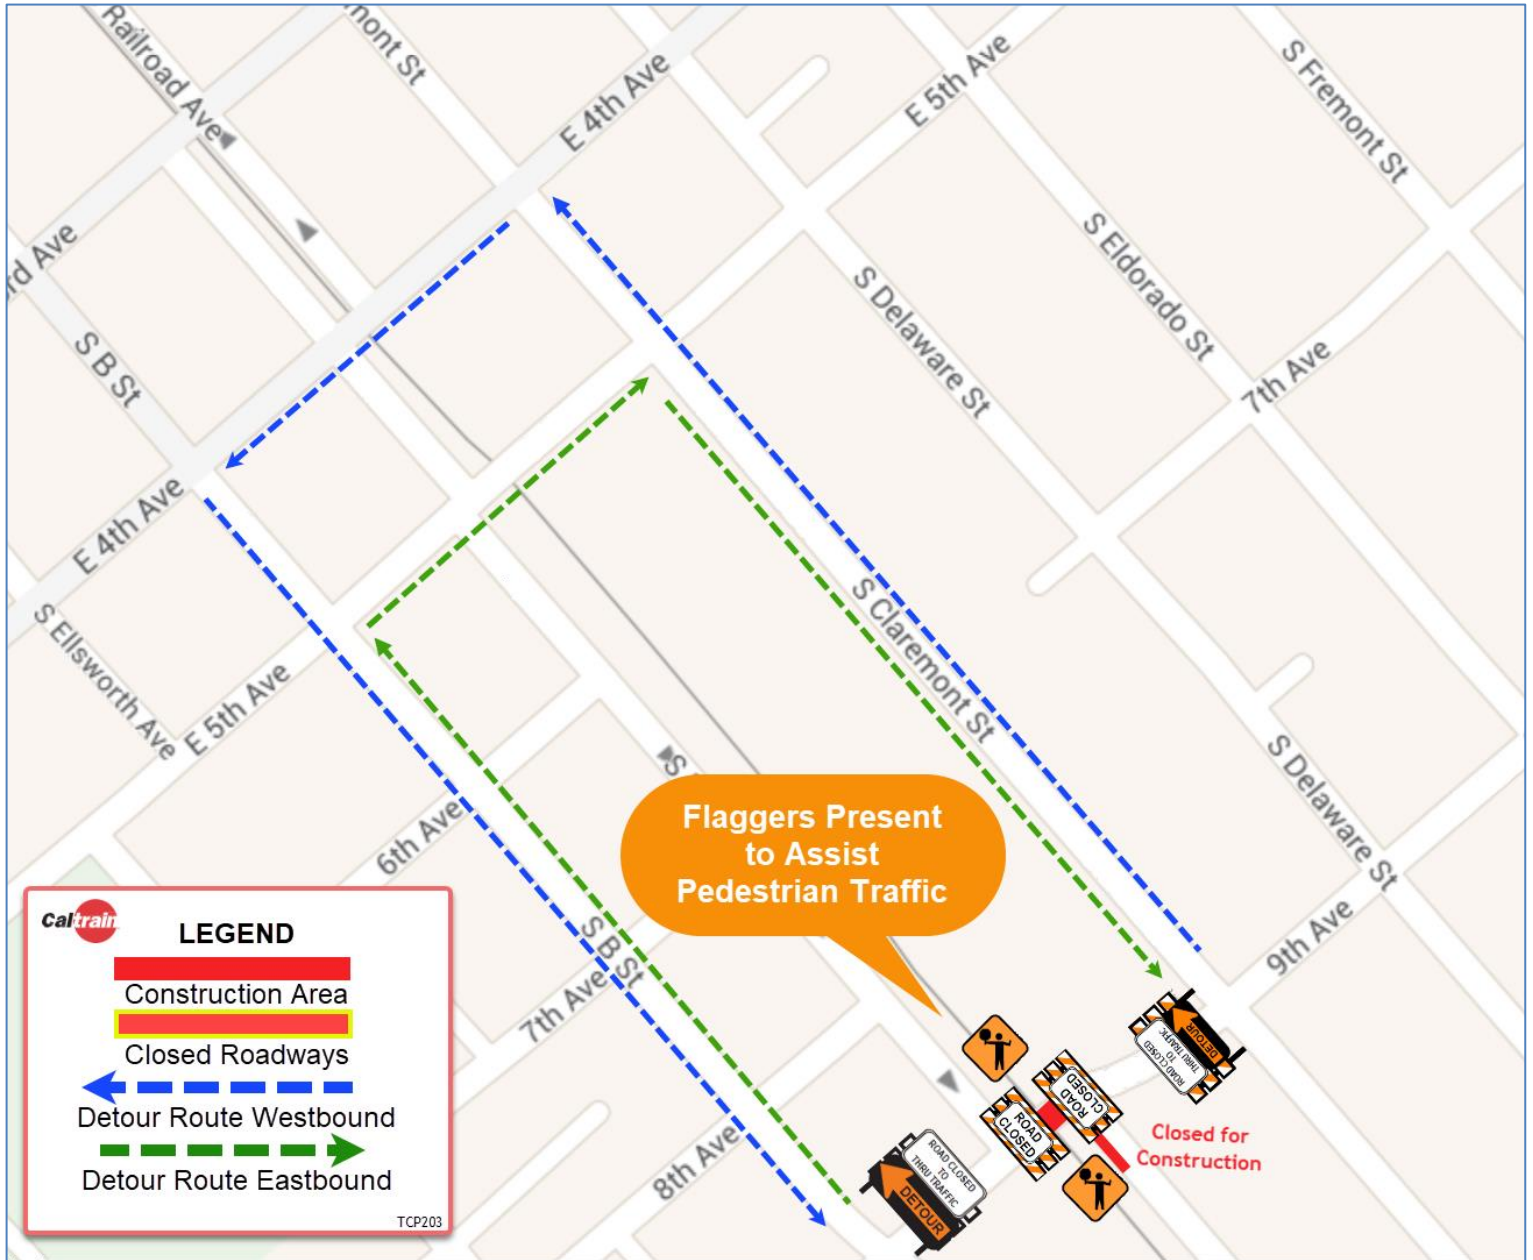 Railroad Ave
mont St
E 4th Ave
E 5th Ave
S Fremont St
rd Ave
S B St
S Delaware St
S Eldorado St
7th Ave
E 4th Ave
S Ellsworth Ave
E 5th Ave
S Claremont St
S
6th Ave
Flaggers Present
to Assist
Pedestrian Traffic
S Delaware St
9th Ave
S B St
7th Ave
8th Ave
ROAD CLOSED
TO
THRU TRAFFIC
DETOUR
ROAD
CLOSED
ROAD
CLOSED
ROAD CLOSED
TO
THRU TRAFFIC
DETOUR
Closed for
Construction
Caltrain
LEGEND
Construction Area
Closed Roadways
Detour Route Westbound
Detour Route Eastbound
TCP203